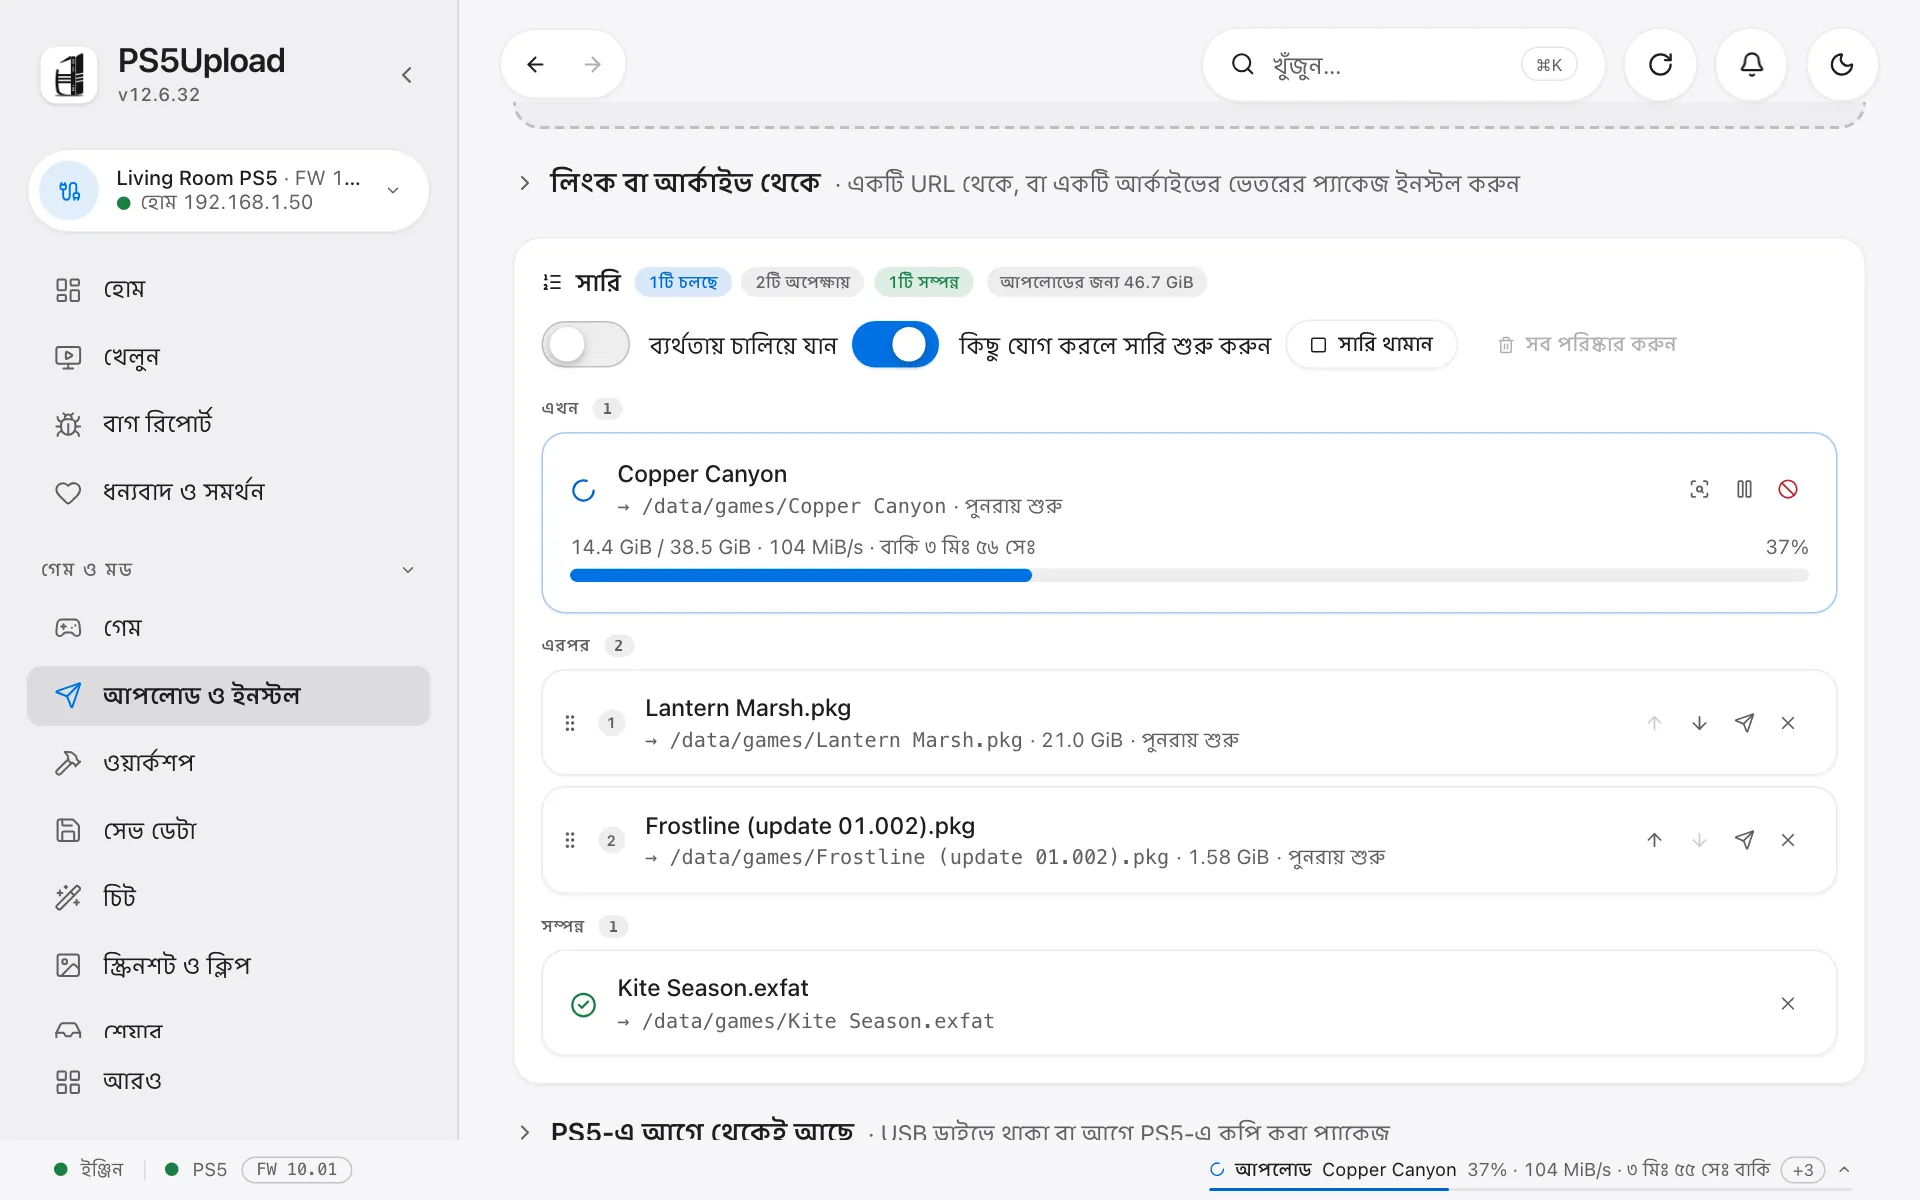 PS5Upload
v12.6.32
Living Room PS5 · FW 1...
হোম 192.168.1.50
হোম
খেলুন
বাগ রিপোর্ট
ধন্যবাদ ও সমর্থন
গেম ও মড
গেম
আপলোড ও ইনস্টল
ওয়ার্কশপ
সেভ ডেটা
চিট
স্ক্রিনশট ও ক্লিপ
শেয়ার
আরও
খুঁজুন... ⌘K
লিংক বা আর্কাইভ থেকে · একটি URL থেকে, বা একটি আর্কাইভের ভেতরের প্যাকেজ ইনস্টল করুন
সারি 1টি চলছে 2টি অপেক্ষায় 1টি সম্পন্ন আপলোডের জন্য 46.7 GiB
ব্যর্থতায় চালিয়ে যান কিছু যোগ করলে সারি শুরু করুন সারি থামান সব পরিষ্কার করুন
এখন 1
Copper Canyon
→ /data/games/Copper Canyon · পুনরায় শুরু
14.4 GiB / 38.5 GiB · 104 MiB/s · বাকি ৩ মিঃ ৫৬ সেঃ 37%
এরপর 2
1 Lantern Marsh.pkg
→ /data/games/Lantern Marsh.pkg · 21.0 GiB · পুনরায় শুরু
2 Frostline (update 01.002).pkg
→ /data/games/Frostline (update 01.002).pkg · 1.58 GiB · পুনরায় শুরু
সম্পন্ন 1
Kite Season.exfat
→ /data/games/Kite Season.exfat
PS5-এ আগে থেকেই আছে · USB ড্রাইভে থাকা বা আগে PS5-এ কপি করা প্যাকেজ
ইঞ্জিন PS5 FW 10.01
আপলোড Copper Canyon 37% · 104 MiB/s · ৩ মিঃ ৫৫ সেঃ বাকি +3